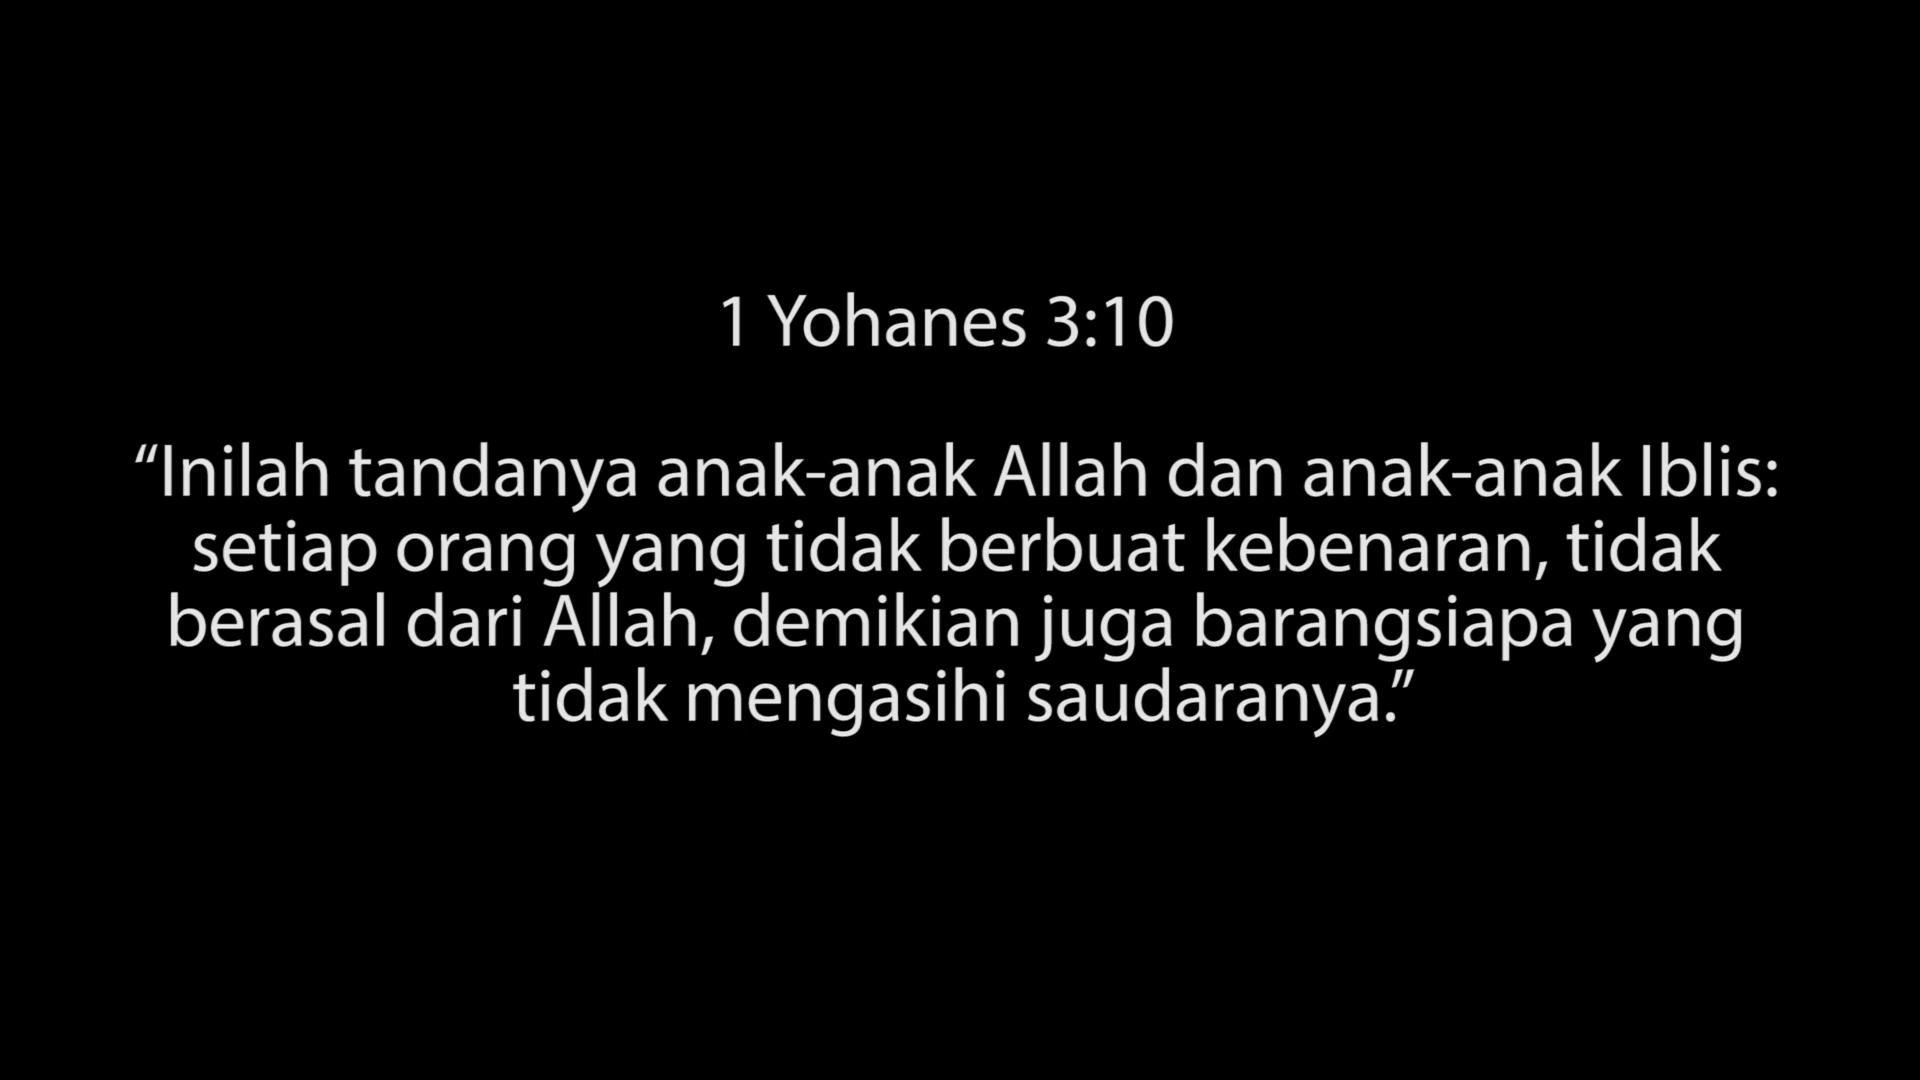 1 Yohanes 3:10
“Inilah tandanya anak-anak Allah dan anak-anak Iblis:
setiap orang yang tidak berbuat kebenaran, tidak
berasal dari Allah, demikian juga barangsiapa yang
tidak mengasihi saudaranya.”